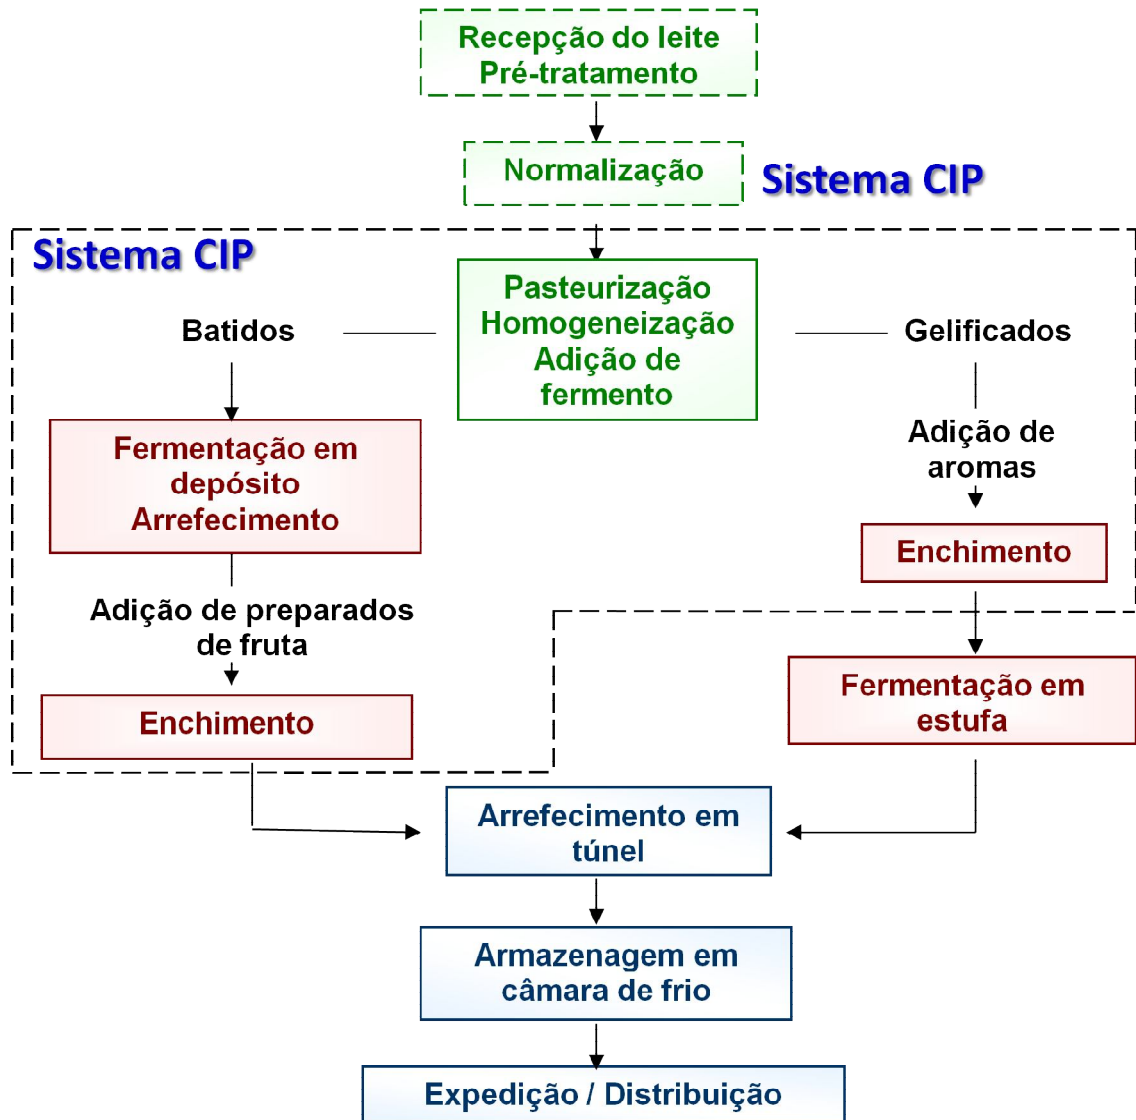 Recepção do leite
Pré-tratamento
Normalização
Sistema CIP
Sistema CIP
Pasteurização
Homogeneização
Adição de
fermento
Batidos
Gelificados
Fermentação em
depósito
Arrefecimento
Adição de
aromas
Enchimento
Adição de preparados
de fruta
Enchimento
Fermentação em
estufa
Arrefecimento em
túnel
Armazenagem em
câmara de frio
Expedição / Distribuição